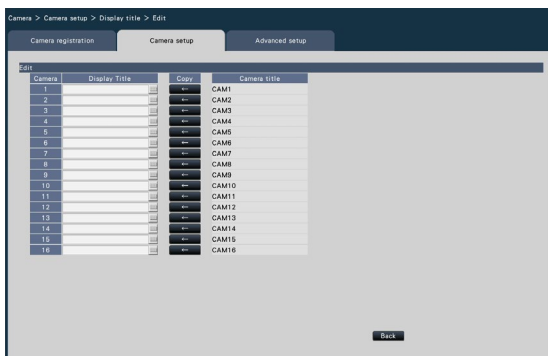 Camera > Camera setup > Display title > Edit
Camera registration Camera setup Advanced setup
Edit
Camera Display Title Copy Camera title
1 ← CAM1
2 ← CAM2
3 ← CAM3
4 ← CAM4
5 ← CAM5
6 ← CAM6
7 ← CAM7
8 ← CAM8
9 ← CAM9
10 ← CAM10
11 ← CAM11
12 ← CAM12
13 ← CAM13
14 ← CAM14
15 ← CAM15
16 ← CAM16
Back